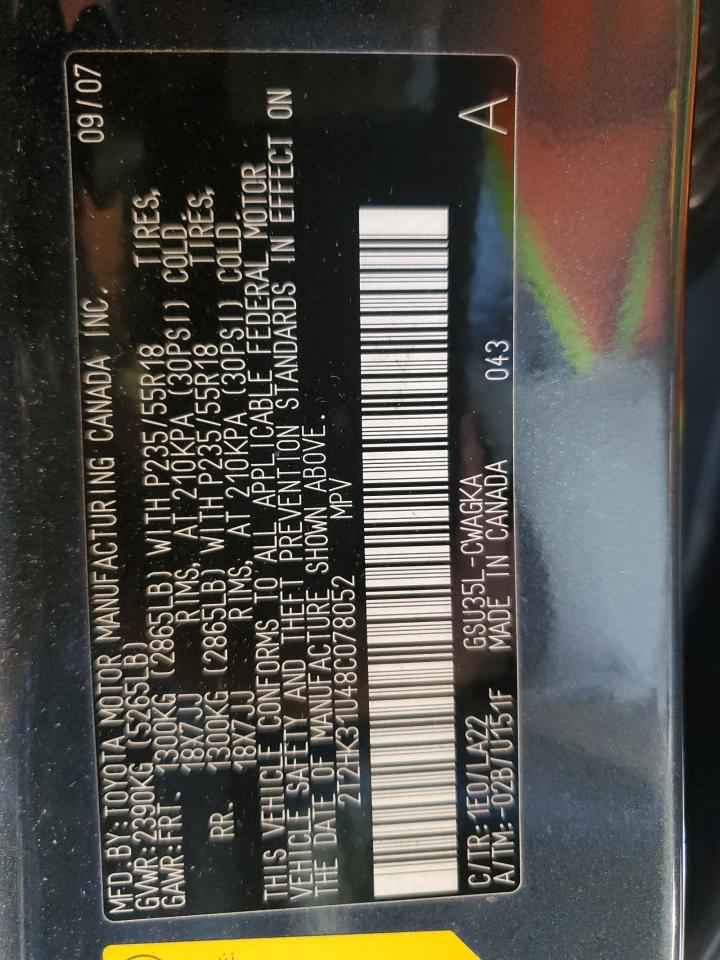 MFD.BY:TOYOTA MOTOR MANUFACTURING CANADA INC. 09/07
GVWR:2390KG (5265LB)
GAWR:FRT. 1300KG (2865LB) WITH P235/55R18 TIRES,
18X7JJ RIMS, AT 210KPA (30PSI) COLD.
RR. 1300KG (2865LB) WITH P235/55R18 TIRES,
18X7JJ RIMS, AT 210KPA (30PSI) COLD.
THIS VEHICLE CONFORMS TO ALL APPLICABLE FEDERAL MOTOR
VEHICLE SAFETY AND THEFT PREVENTION STANDARDS IN EFFECT ON
THE DATE OF MANUFACTURE SHOWN ABOVE.
2T2HK31U48C078052 MPV
C/TR:1E0/LA22 GSU35L-CWAGKA 043 A
A/TM:-02B/U151F MADE IN CANADA